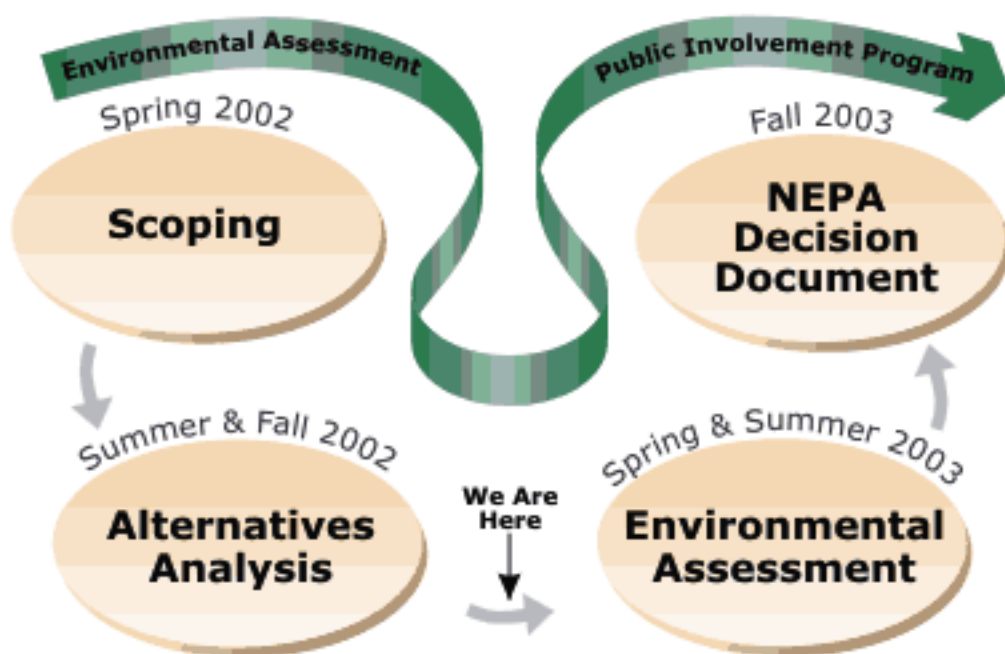 Environmental Assessment
Public Involvement Program
Spring 2002
Scoping
Fall 2003
NEPA
Decision
Document
Summer & Fall 2002
Alternatives
Analysis
We Are
Here
Spring & Summer 2003
Environmental
Assessment